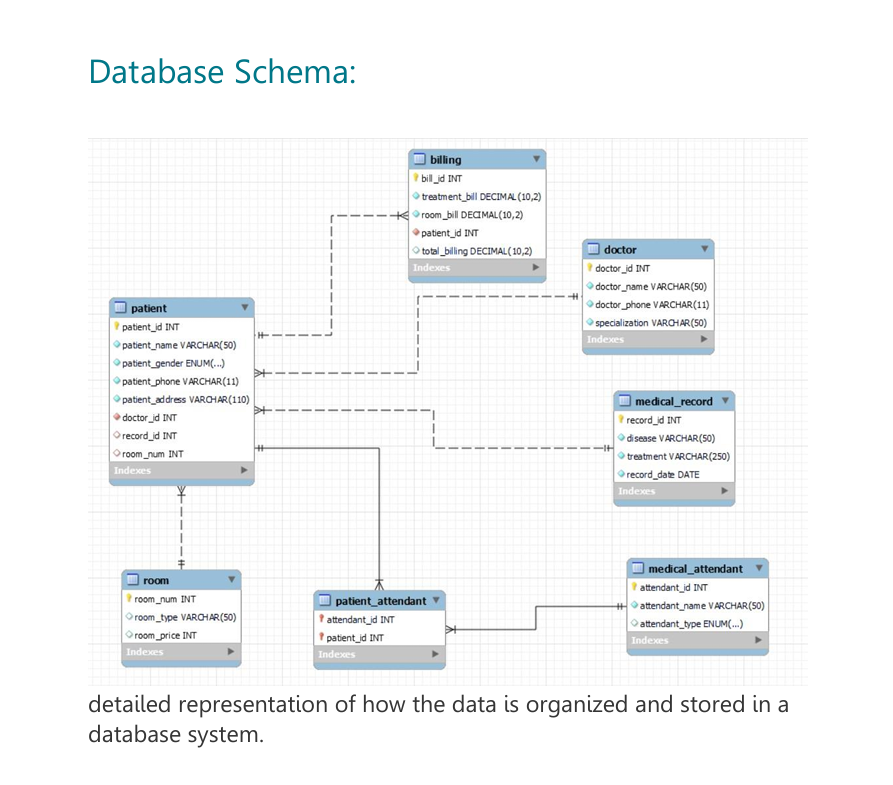 Database Schema:
billing
bill_id INT
treatment_bill DECIMAL(10,2)
room_bill DECIMAL(10,2)
patient_id INT
total_billing DECIMAL(10,2)
Indexes
doctor
doctor_id INT
doctor_name VARCHAR(50)
doctor_phone VARCHAR(11)
specialization VARCHAR(50)
Indexes
patient
patient_id INT
patient_name VARCHAR(50)
patient_gender ENUM(...)
patient_phone VARCHAR(11)
patient_address VARCHAR(110)
doctor_id INT
record_id INT
room_num INT
Indexes
medical_record
record_id INT
disease VARCHAR(50)
treatment VARCHAR(250)
record_date DATE
Indexes
room
room_num INT
room_type VARCHAR(50)
room_price INT
Indexes
patient_attendant
attendant_id INT
patient_id INT
Indexes
medical_attendant
attendant_id INT
attendant_name VARCHAR(50)
attendant_type ENUM(...)
Indexes
detailed representation of how the data is organized and stored in a
database system.